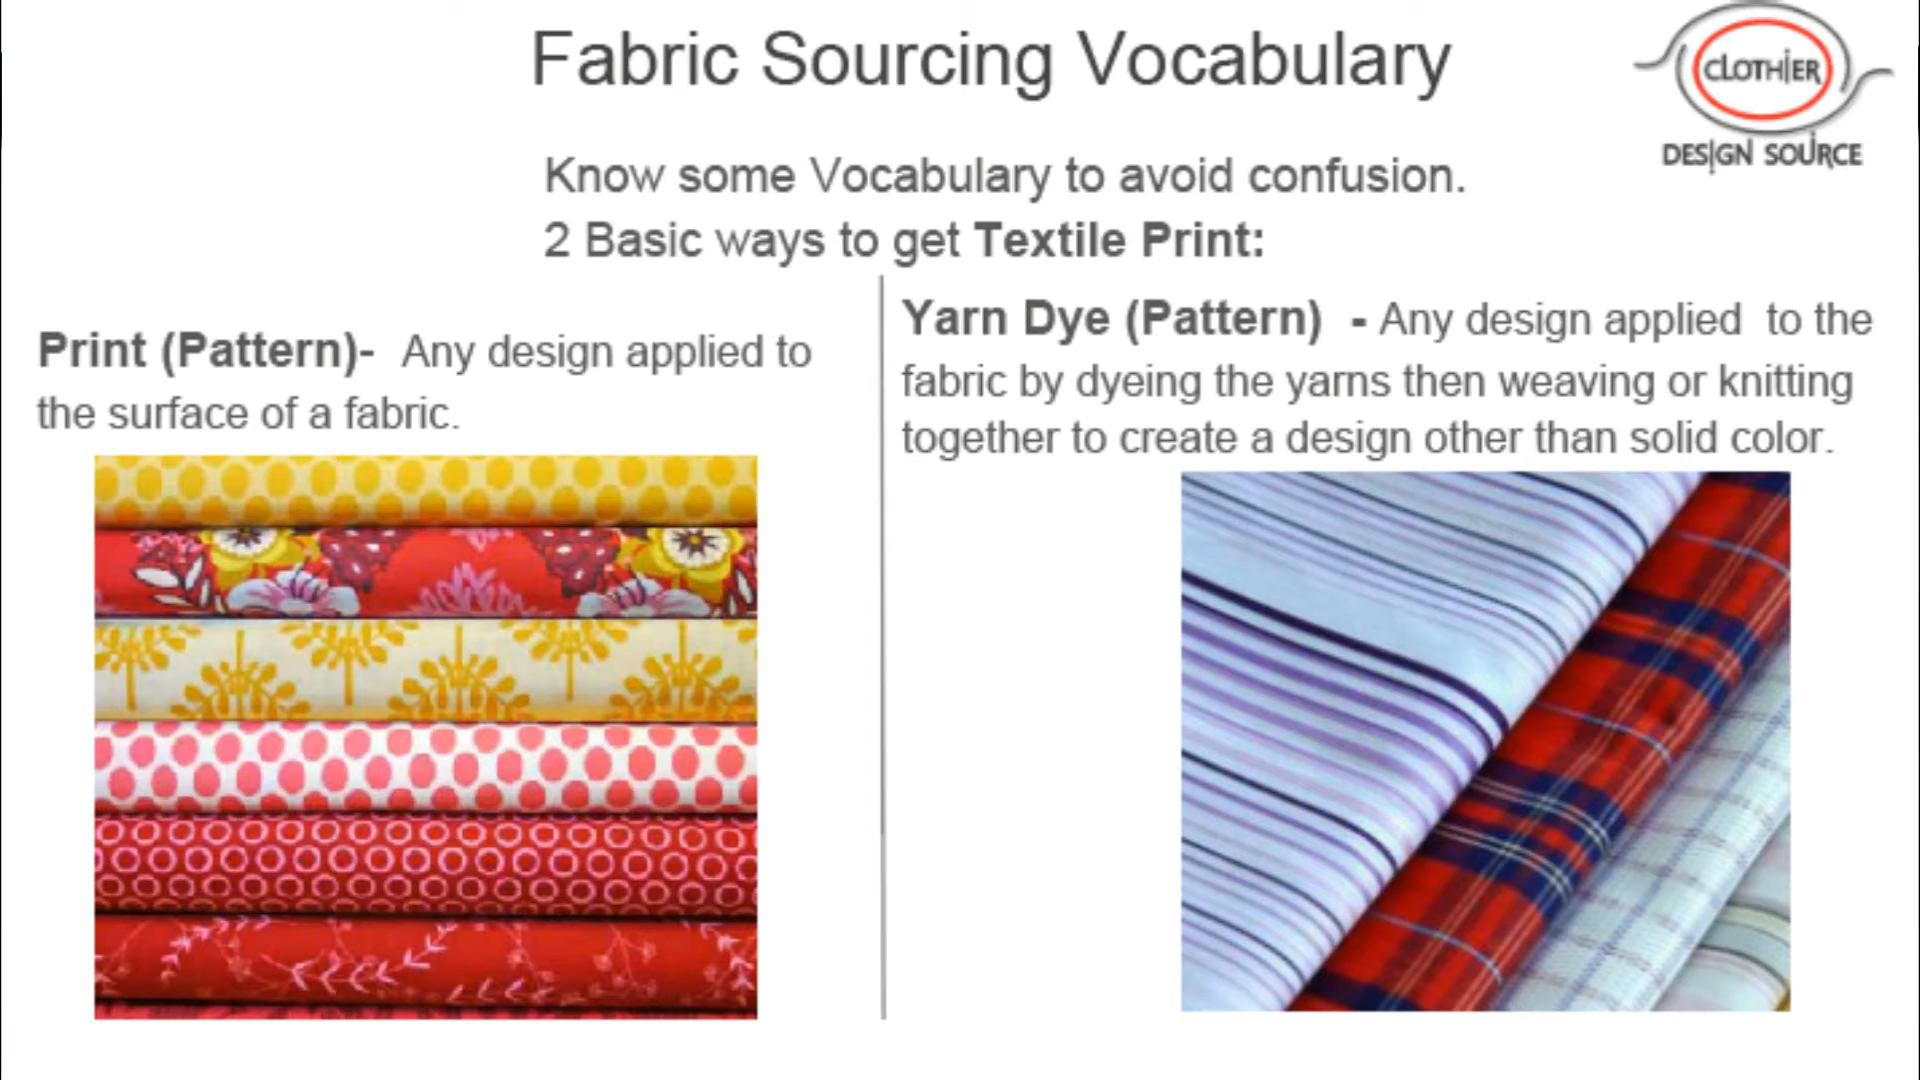 Fabric Sourcing Vocabulary
CLOTHIER
DESIGN SOURCE
Know some Vocabulary to avoid confusion.
2 Basic ways to get Textile Print:
Print (Pattern)- Any design applied to
the surface of a fabric.
Yarn Dye (Pattern) - Any design applied to the
fabric by dyeing the yarns then weaving or knitting
together to create a design other than solid color.